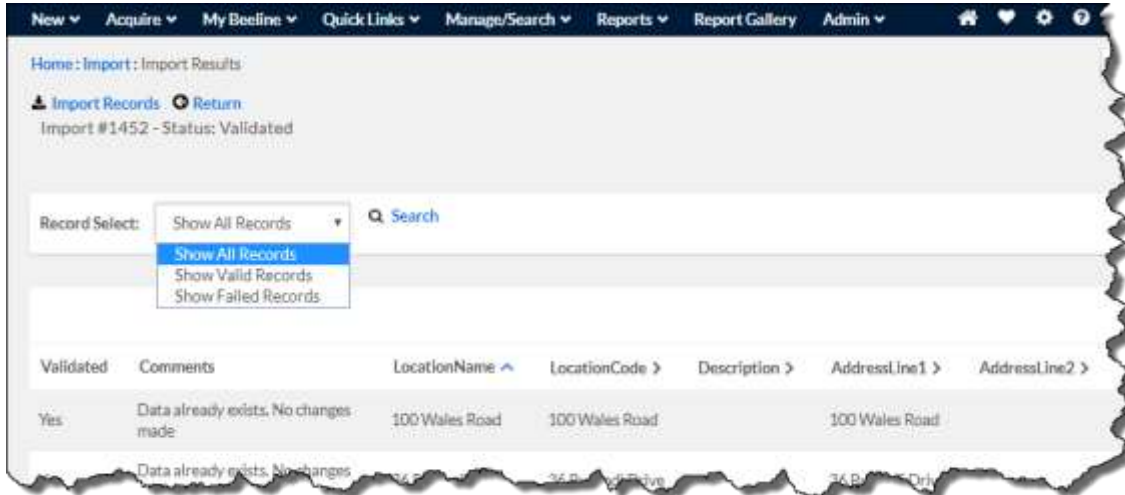 New Acquire My Beeline Quick Links Manage/Search Reports Report Gallery Admin
Home : Import : Import Results
Import Records Return
Import #1452 - Status: Validated
Record Select: Show All Records Search
Show All Records
Show Valid Records
Show Failed Records
Validated Comments LocationName LocationCode > Description > AddressLine1 > AddressLine2 >
Yes Data already exists, No changes made 100 Wales Road 100 Wales Road 100 Wales Road
Data already exists, No changes